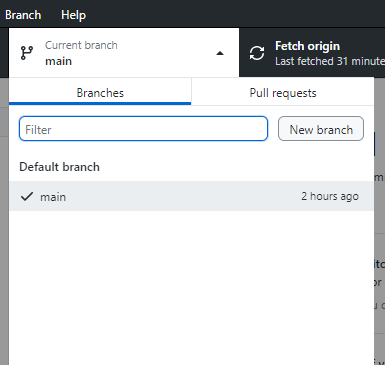 Branch Help
Current branch
main
Fetch origin
Last fetched 31 minute
Branches Pull requests
Filter
New branch
Default branch
main 2 hours ago